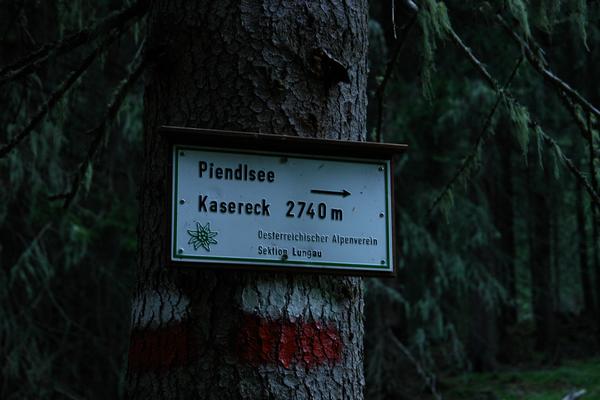 Piendlsee
Kasereck 2740 m
Oesterreichischer Alpenverein
Sektion Lungau